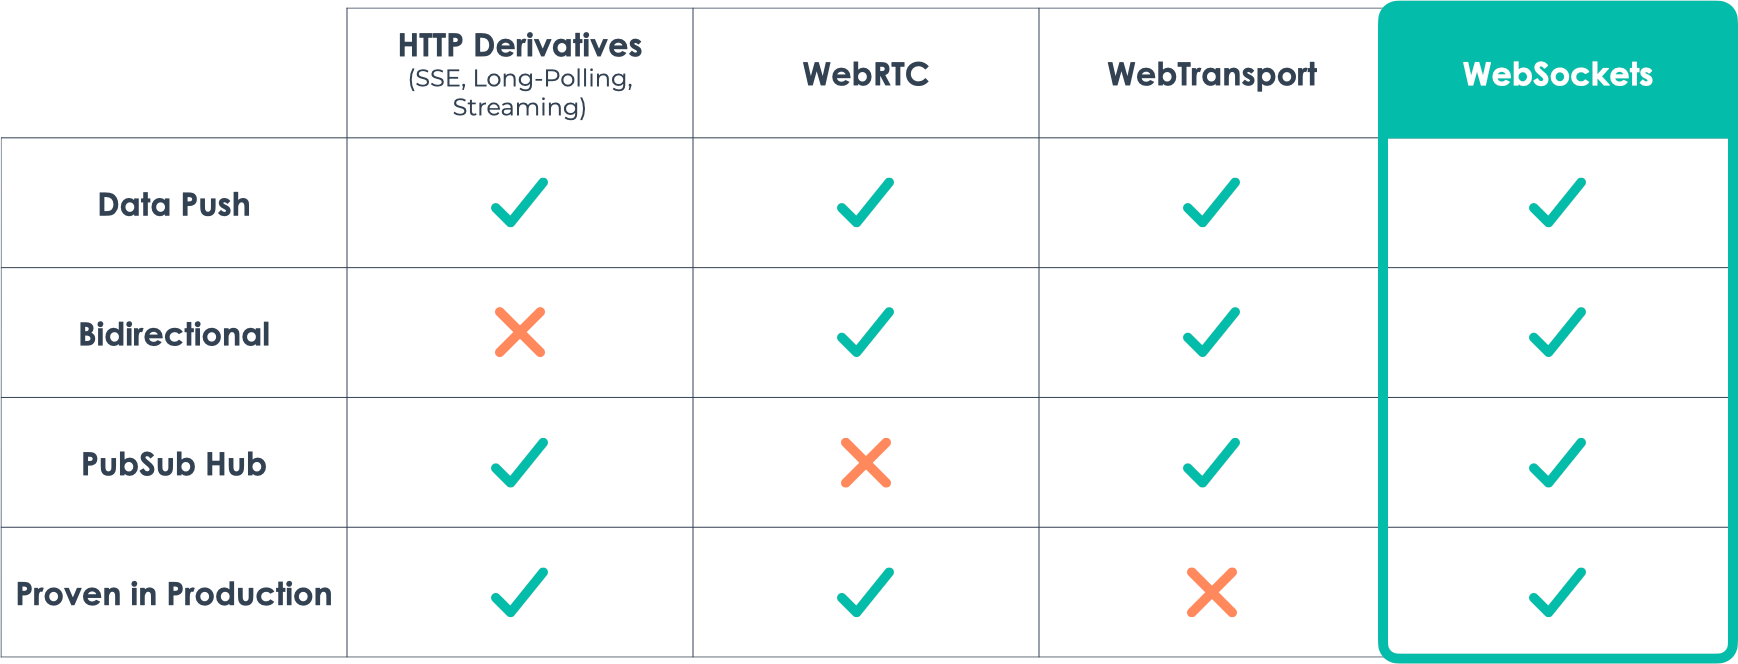 HTTP Derivatives
(SSE, Long-Polling,
Streaming)
WebRTC
WebTransport
WebSockets
Data Push
Bidirectional
PubSub Hub
Proven in Production